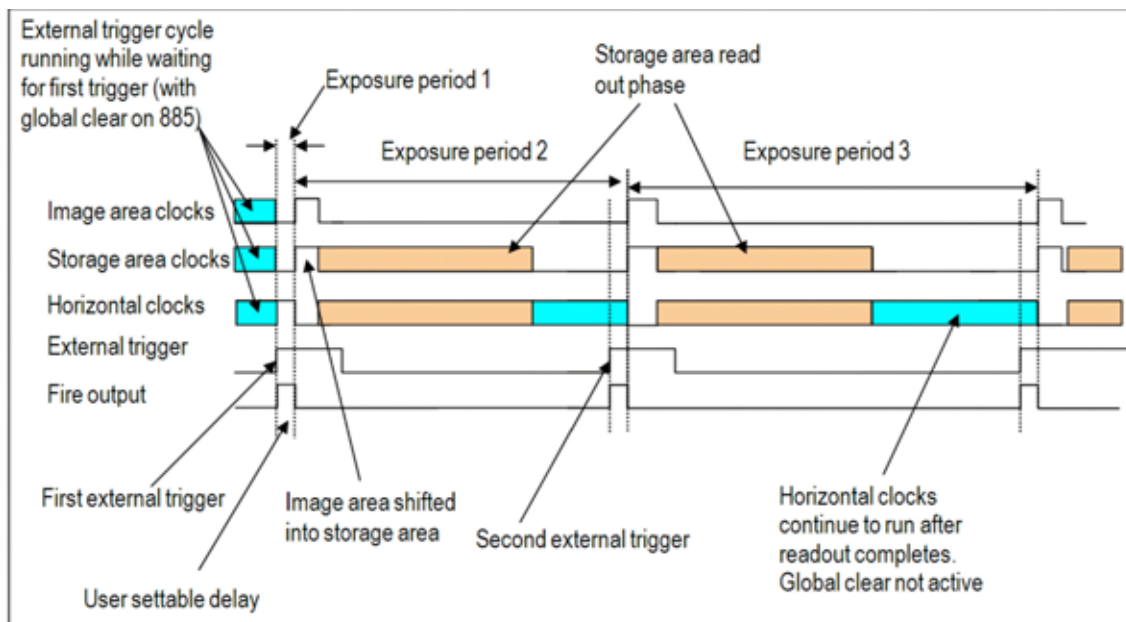 External trigger cycle
running while waiting
for first trigger (with
global clear on 885)
Exposure period 1
Storage area read
out phase
Exposure period 2
Exposure period 3
Image area clocks
Storage area clocks
Horizontal clocks
External trigger
Fire output
First external trigger
Image area shifted
into storage area
Second external trigger
Horizontal clocks
continue to run after
readout completes.
Global clear not active
User settable delay